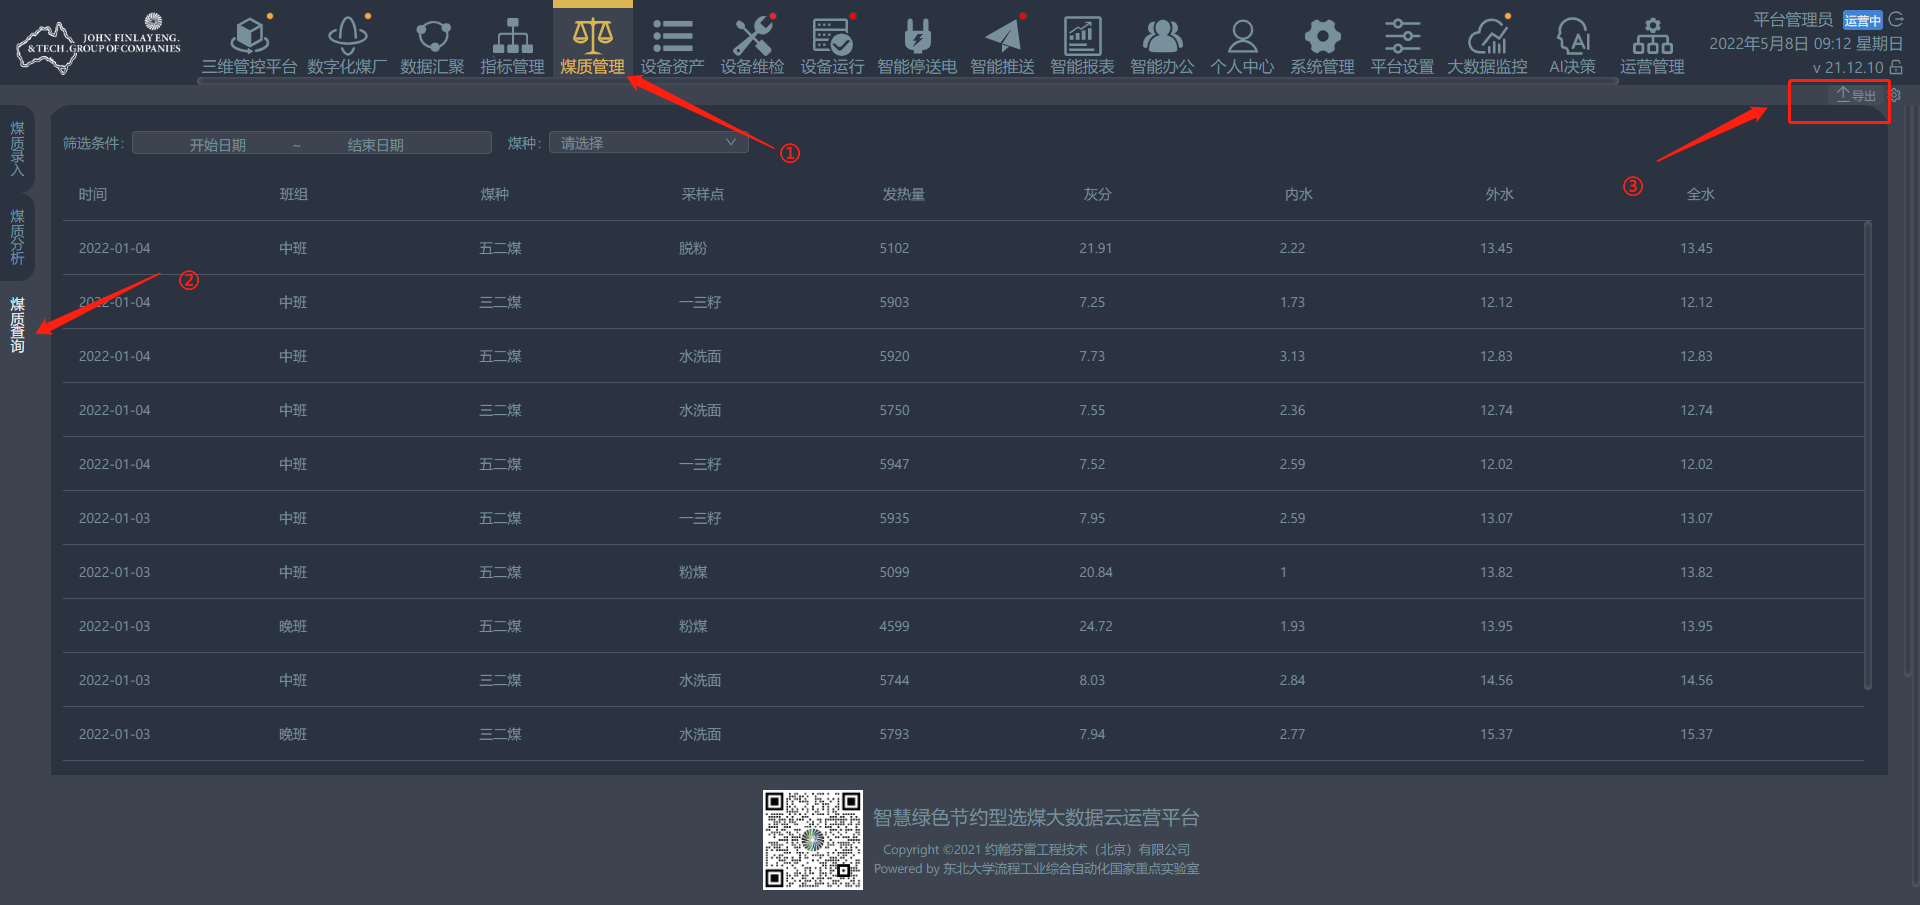 JOHN FINLAY ENG.
& TECH. GROUP OF COMPANIES
三维管控平台 数字化煤厂 数据汇聚 指标管理 煤质管理 设备资产 设备维检 设备运行 智能停送电 智能推送 智能报表 智能办公 个人中心 系统管理 平台设置 大数据监控 AI决策 运营管理
平台管理员 运营中
2022年5月8日 09:12 星期日
v 21.12.10
导出
煤质录入
煤质分析
煤质查询
筛选条件: 开始日期 ~ 结束日期 煤种: 请选择
① ② ③
时间 班组 煤种 采样点 发热量 灰分 内水 外水 全水
2022-01-04 中班 五二煤 脱粉 5102 21.91 2.22 13.45 13.45
2022-01-04 中班 三二煤 一三籽 5903 7.25 1.73 12.12 12.12
2022-01-04 中班 五二煤 水洗面 5920 7.73 3.13 12.83 12.83
2022-01-04 中班 三二煤 水洗面 5750 7.55 2.36 12.74 12.74
2022-01-04 中班 五二煤 一三籽 5947 7.52 2.59 12.02 12.02
2022-01-03 中班 五二煤 一三籽 5935 7.95 2.59 13.07 13.07
2022-01-03 中班 五二煤 粉煤 5099 20.84 1 13.82 13.82
2022-01-03 晚班 五二煤 粉煤 4599 24.72 1.93 13.95 13.95
2022-01-03 中班 三二煤 水洗面 5744 8.03 2.84 14.56 14.56
2022-01-03 晚班 三二煤 水洗面 5793 7.94 2.77 15.37 15.37
智慧绿色节约型选煤大数据云运营平台
Copyright ©2021 约翰芬雷工程技术（北京）有限公司
Powered by 东北大学流程工业综合自动化国家重点实验室